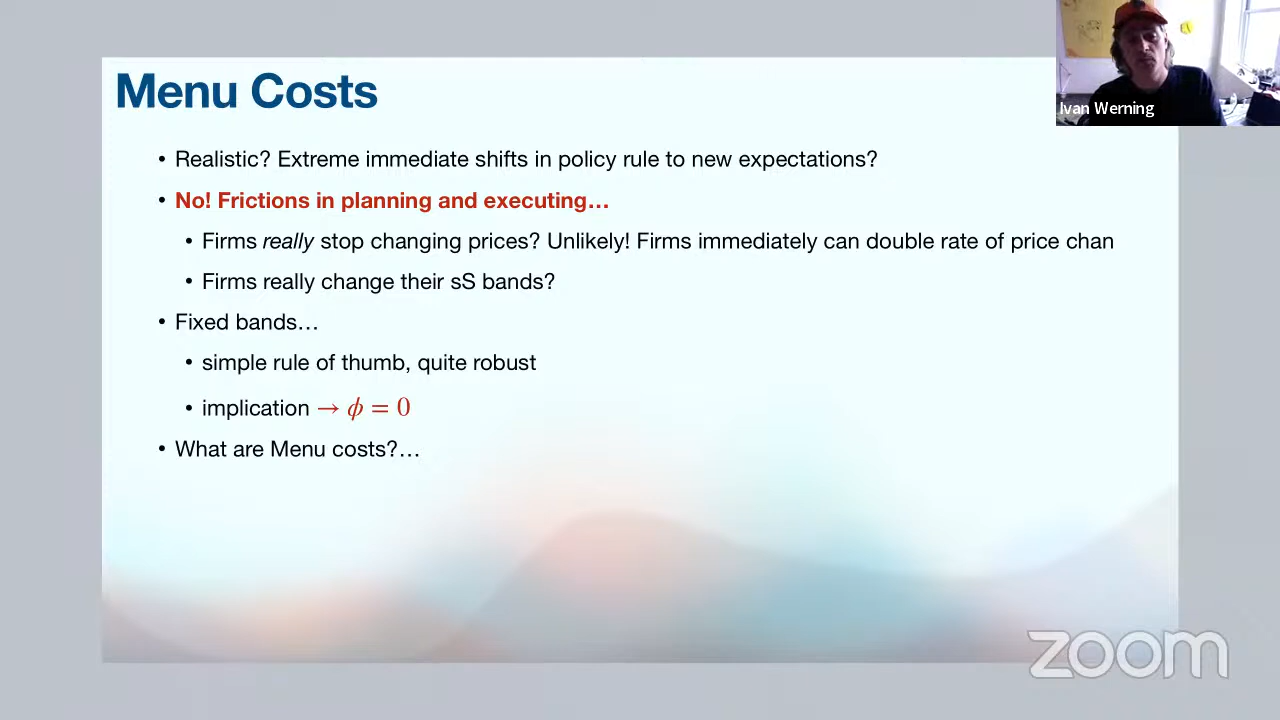 Menu Costs
Ivan Werning
• Realistic? Extreme immediate shifts in policy rule to new expectations?
• No! Frictions in planning and executing…
• Firms really stop changing prices? Unlikely! Firms immediately can double rate of price chan
• Firms really change their sS bands?
• Fixed bands…
• simple rule of thumb, quite robust
• implication → ϕ = 0
• What are Menu costs?…
zoom